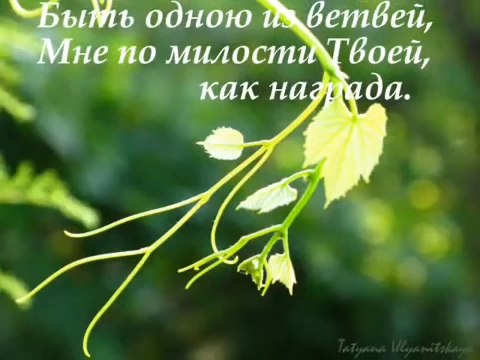 Быть одною из ветвей,
Мне по милости Твоей,
как награда.
Tatyana Ulyanitskaya